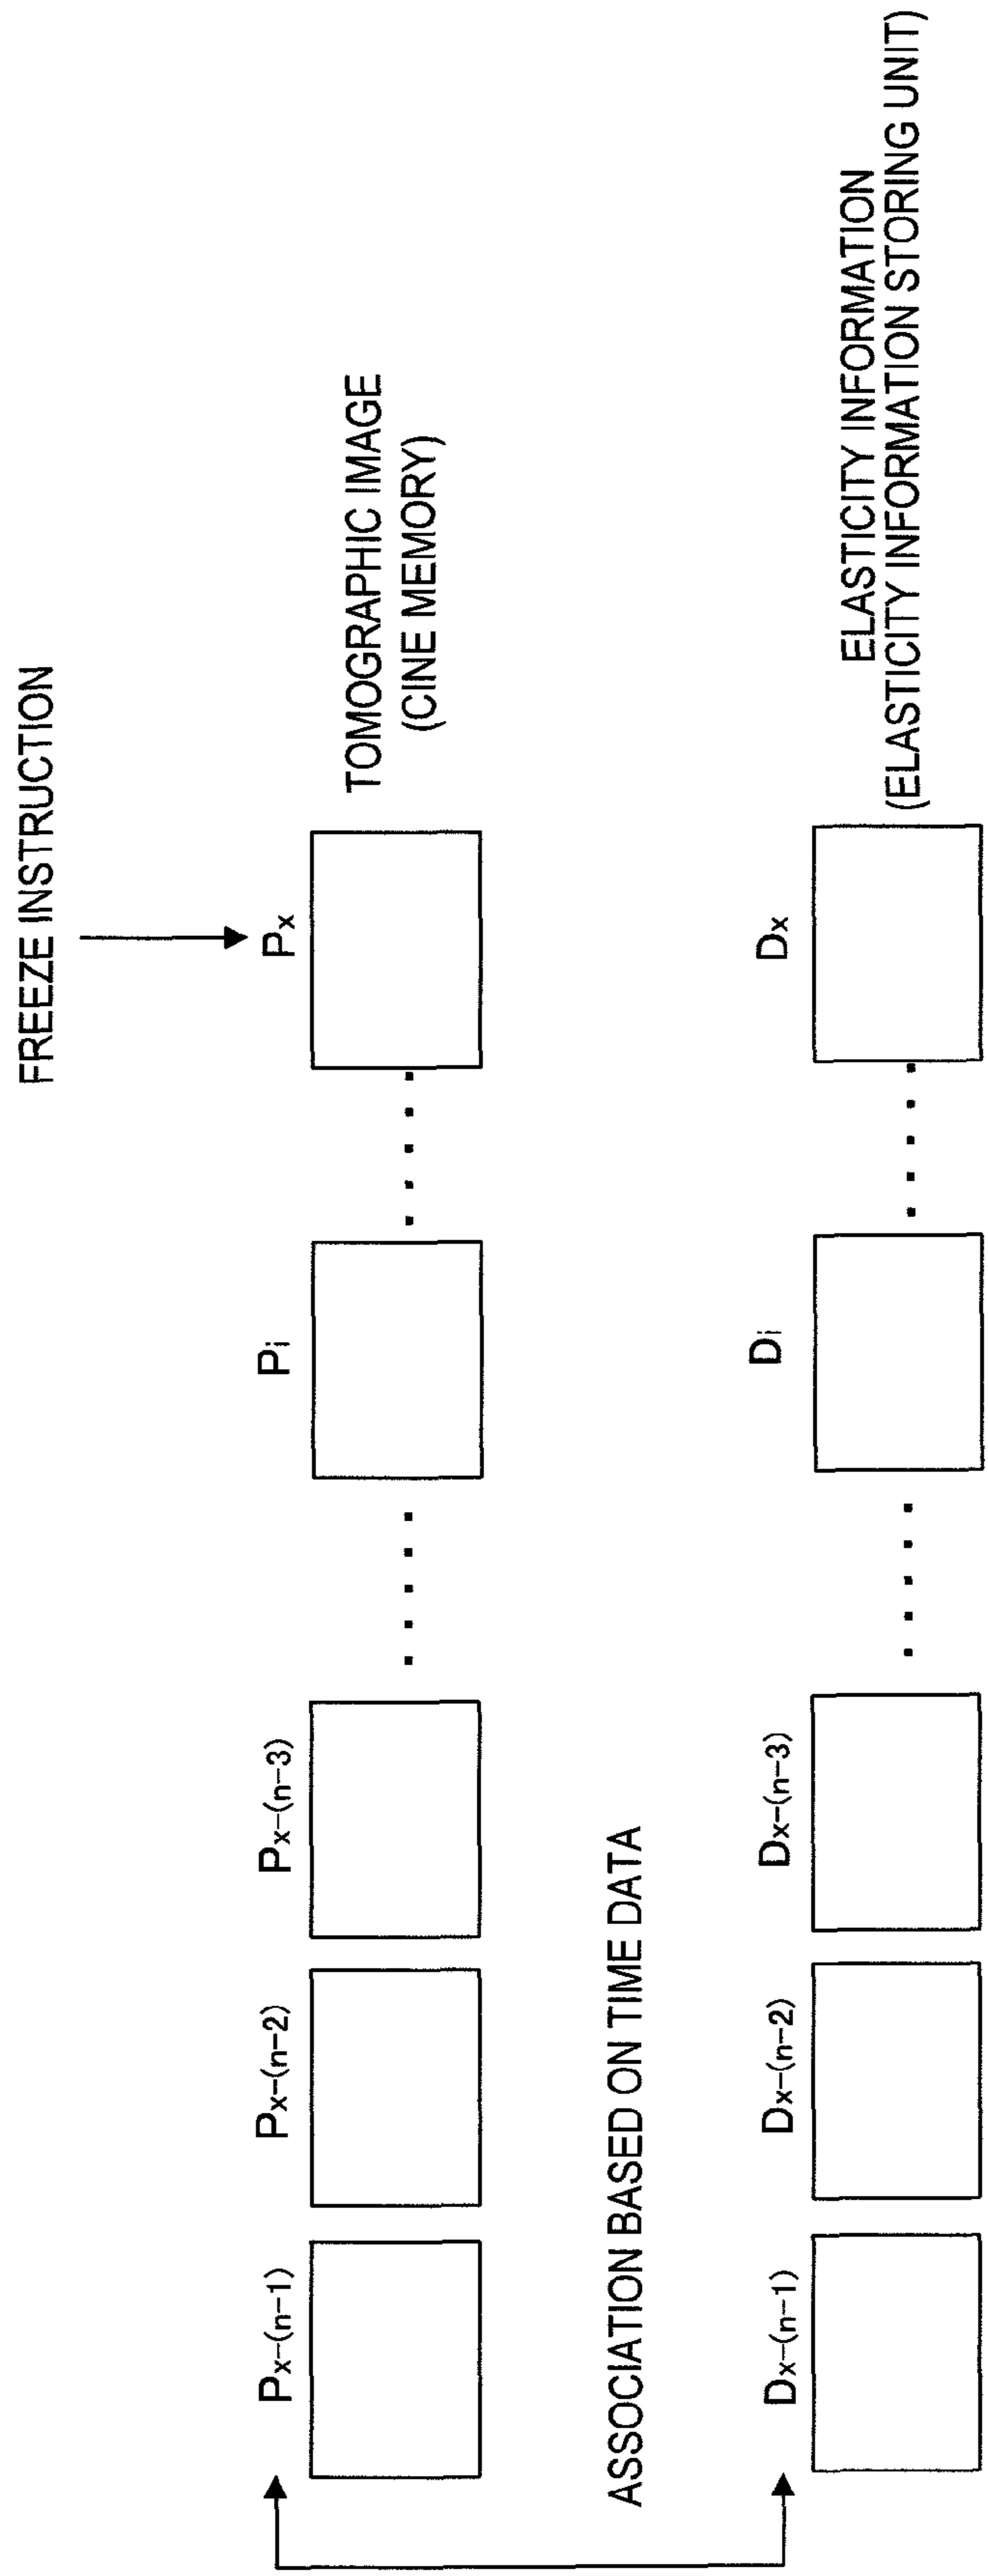 FREEZE INSTRUCTION
Px-(n-1) Px-(n-2) Px-(n-3) Pi Px
TOMOGRAPHIC IMAGE
(CINE MEMORY)
ASSOCIATION BASED ON TIME DATA
Dx-(n-1) Dx-(n-2) Dx-(n-3) Di Dx
ELASTICITY INFORMATION
(ELASTICITY INFORMATION STORING UNIT)